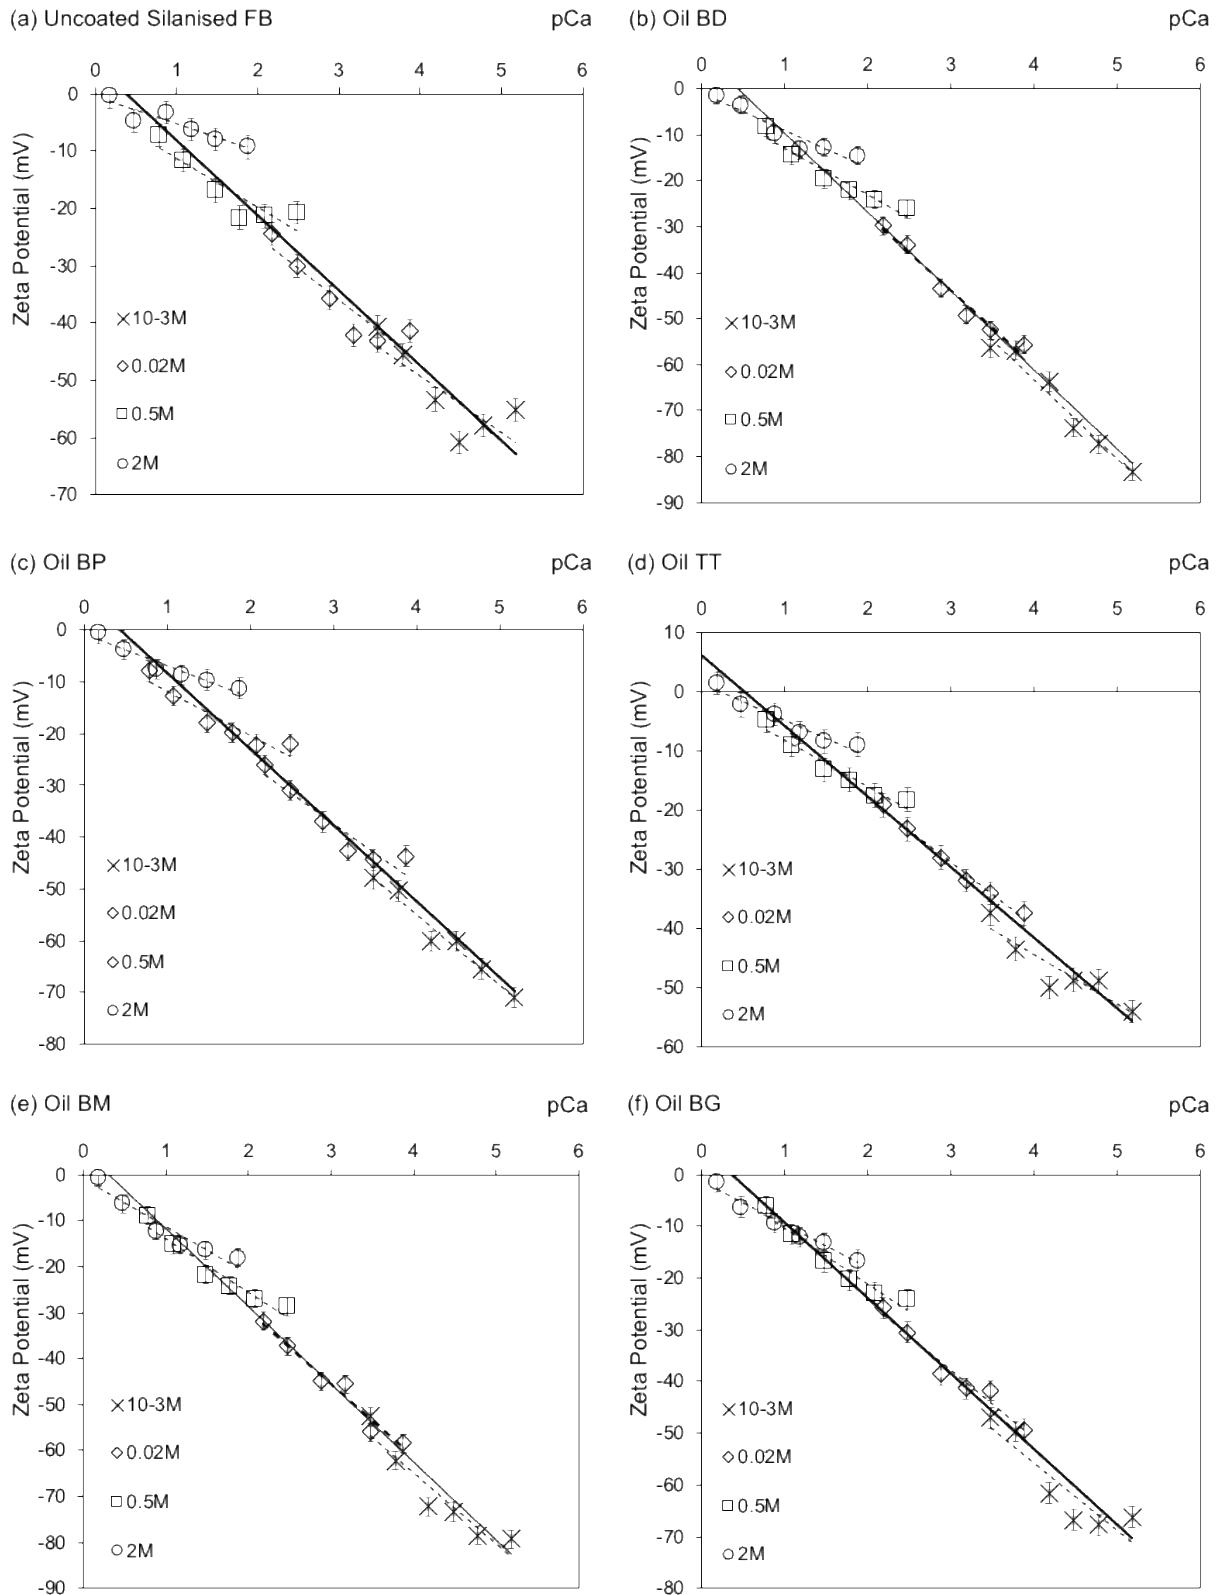 (a) Uncoated Silanised FB
pCa
0 1 2 3 4 5 6
0
-10
-20
-30
-40
-50
-60
-70
Zeta Potential (mV)
10-3M
0.02M
0.5M
2M
(b) Oil BD
pCa
0 1 2 3 4 5 6
0
-10
-20
-30
-40
-50
-60
-70
-80
-90
Zeta Potential (mV)
10-3M
0.02M
0.5M
2M
(c) Oil BP
pCa
0 1 2 3 4 5 6
0
-10
-20
-30
-40
-50
-60
-70
-80
Zeta Potential (mV)
10-3M
0.02M
0.5M
2M
(d) Oil TT
pCa
0 1 2 3 4 5 6
10
0
-10
-20
-30
-40
-50
-60
Zeta Potential (mV)
10-3M
0.02M
0.5M
2M
(e) Oil BM
pCa
0 1 2 3 4 5 6
0
-10
-20
-30
-40
-50
-60
-70
-80
-90
Zeta Potential (mV)
10-3M
0.02M
0.5M
2M
(f) Oil BG
pCa
0 1 2 3 4 5 6
0
-10
-20
-30
-40
-50
-60
-70
-80
Zeta Potential (mV)
10-3M
0.02M
0.5M
2M